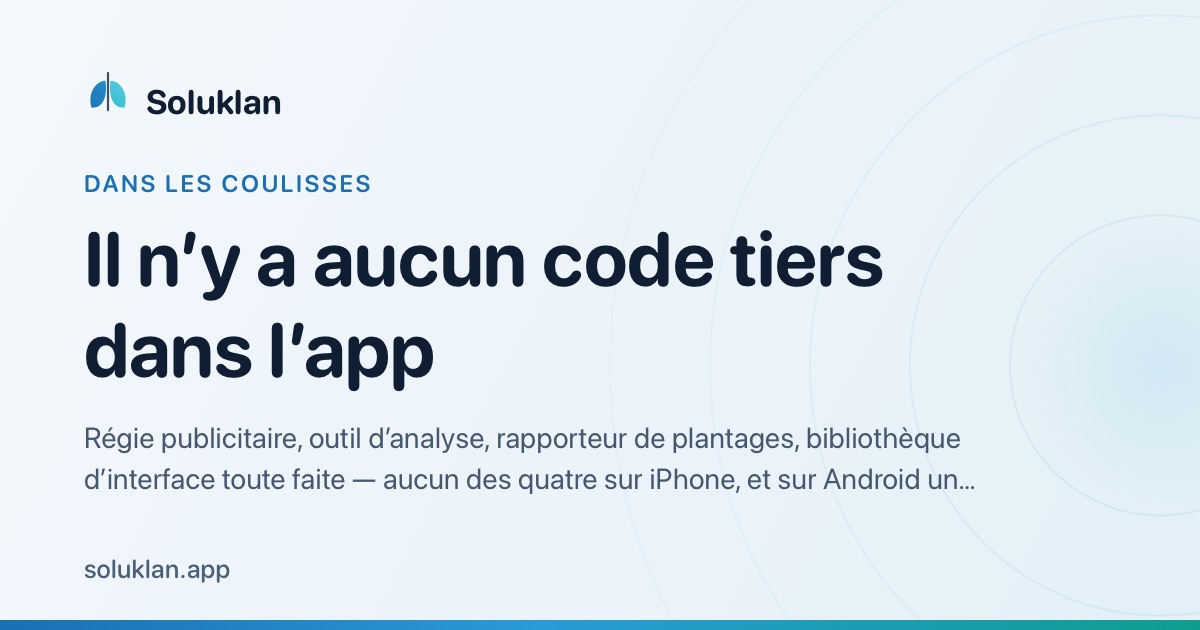 Soluklan
DANS LES COULISSES
Il n’y a aucun code tiers
dans l’app
Régie publicitaire, outil d’analyse, rapporteur de plantages, bibliothèque
d’interface toute faite — aucun des quatre sur iPhone, et sur Android un…
soluklan.app